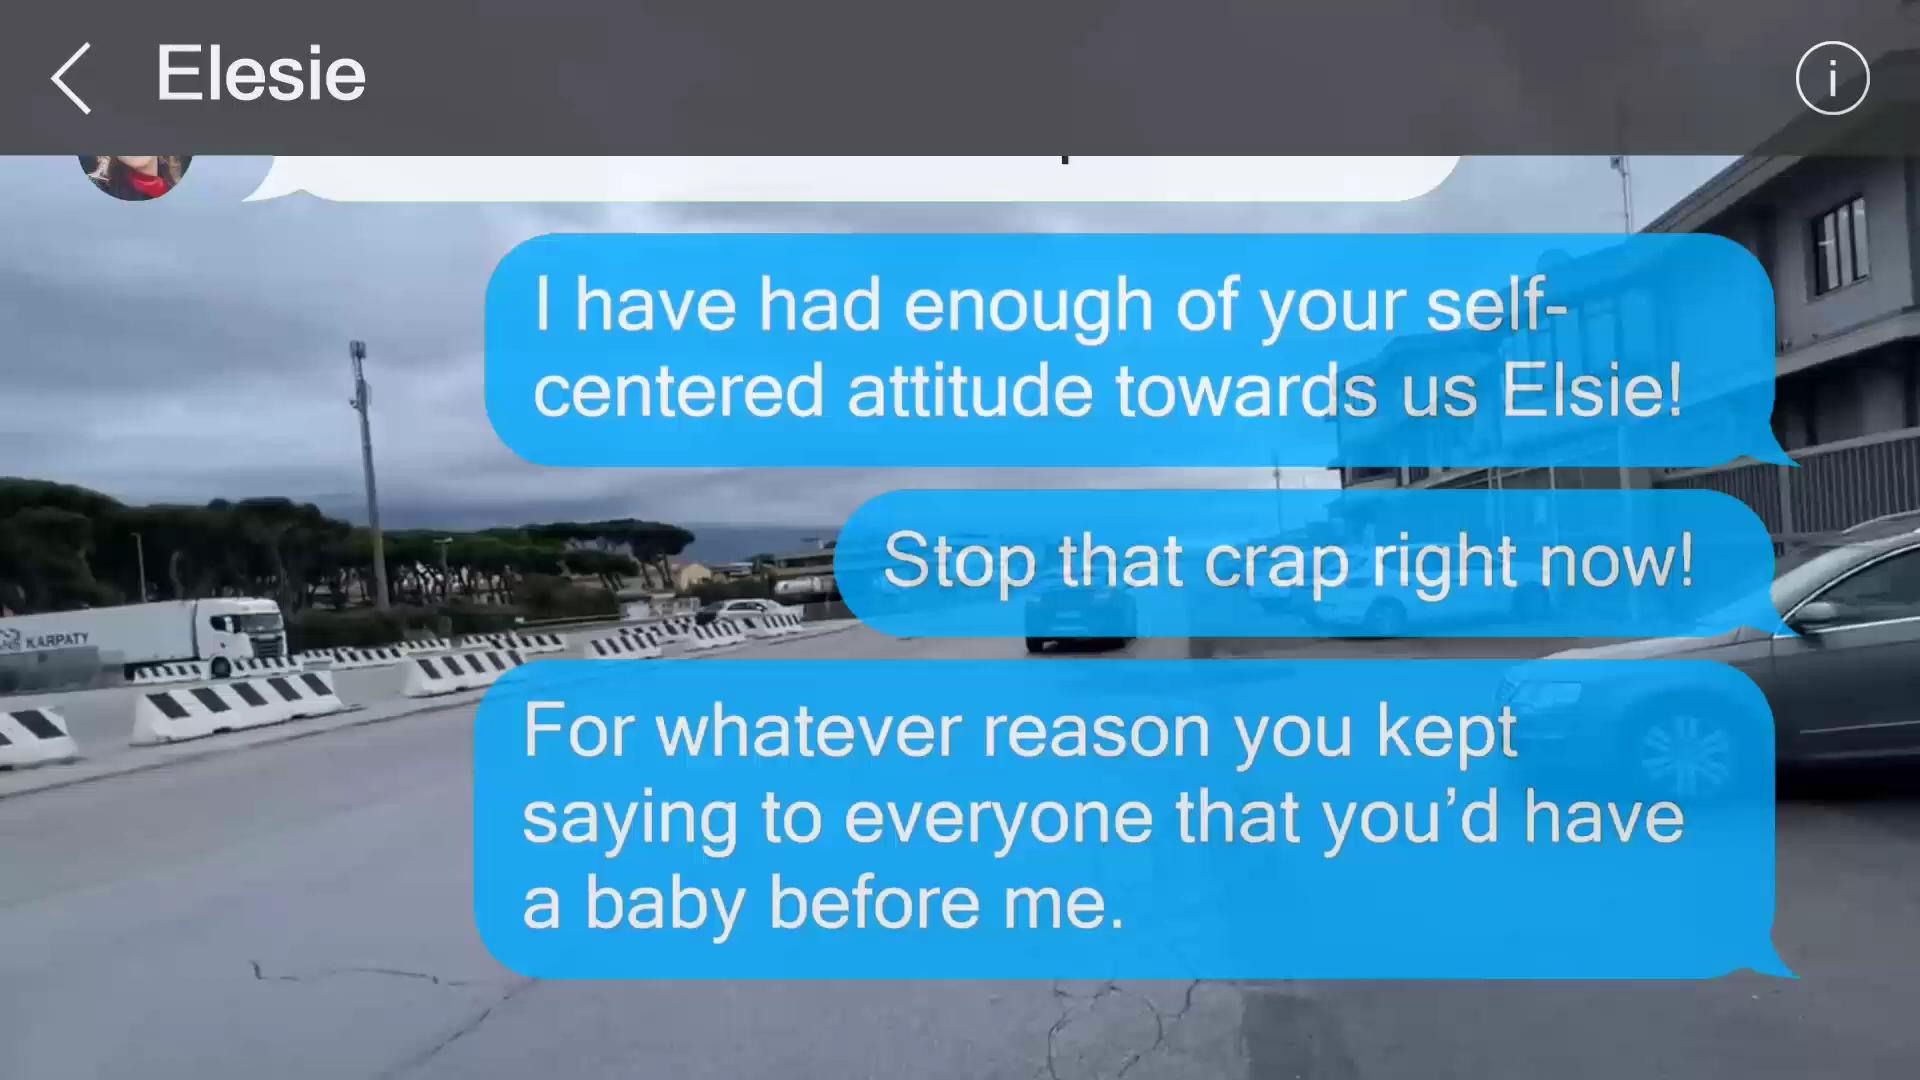 Elesie
I have had enough of your self-
centered attitude towards us Elsie!
Stop that crap right now!
KARPATY
For whatever reason you kept
saying to everyone that you’d have
a baby before me.